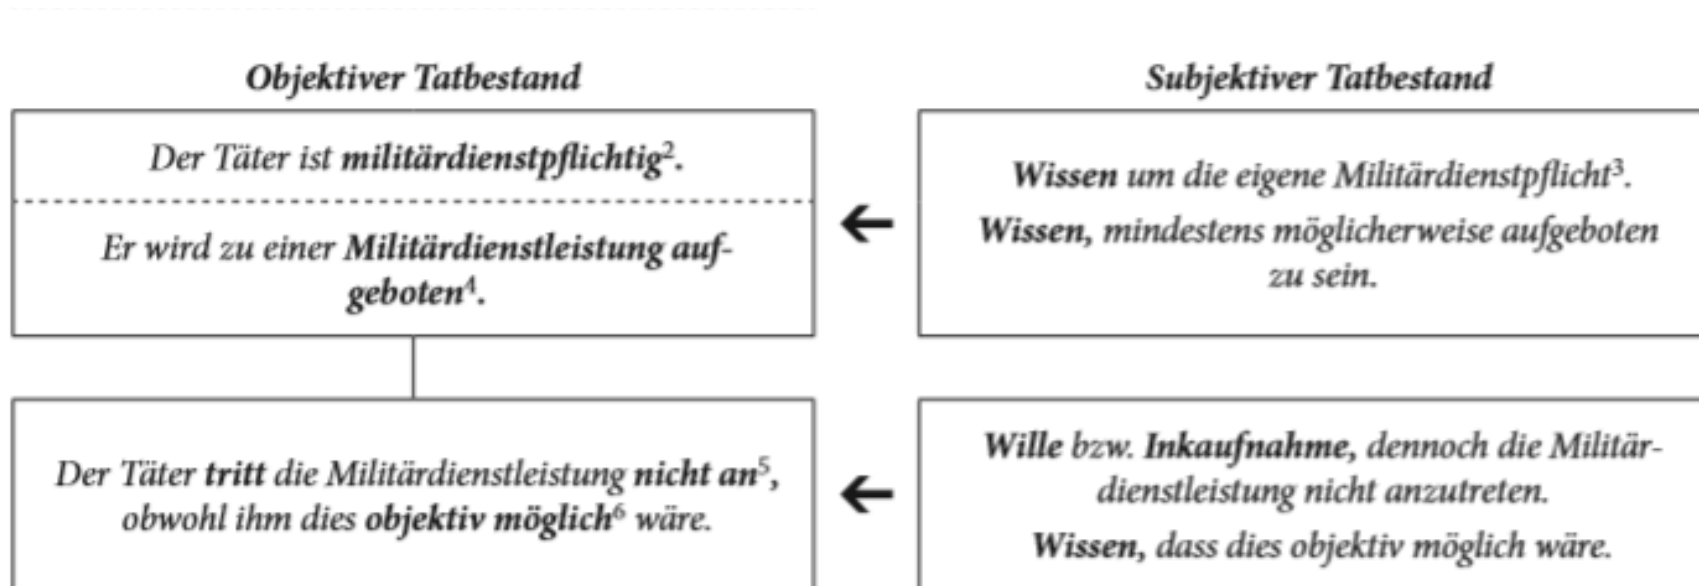 Objektiver Tatbestand
Der Täter ist militärdienstpflichtig².
Er wird zu einer Militärdienstleistung auf-
geboten⁴.
Der Täter tritt die Militärdienstleistung nicht an⁵,
obwohl ihm dies objektiv möglich⁶ wäre.
Subjektiver Tatbestand
Wissen um die eigene Militärdienstpflicht³.
Wissen, mindestens möglicherweise aufgeboten
zu sein.
Wille bzw. Inkaufnahme, dennoch die Militär-
dienstleistung nicht anzutreten.
Wissen, dass dies objektiv möglich wäre.